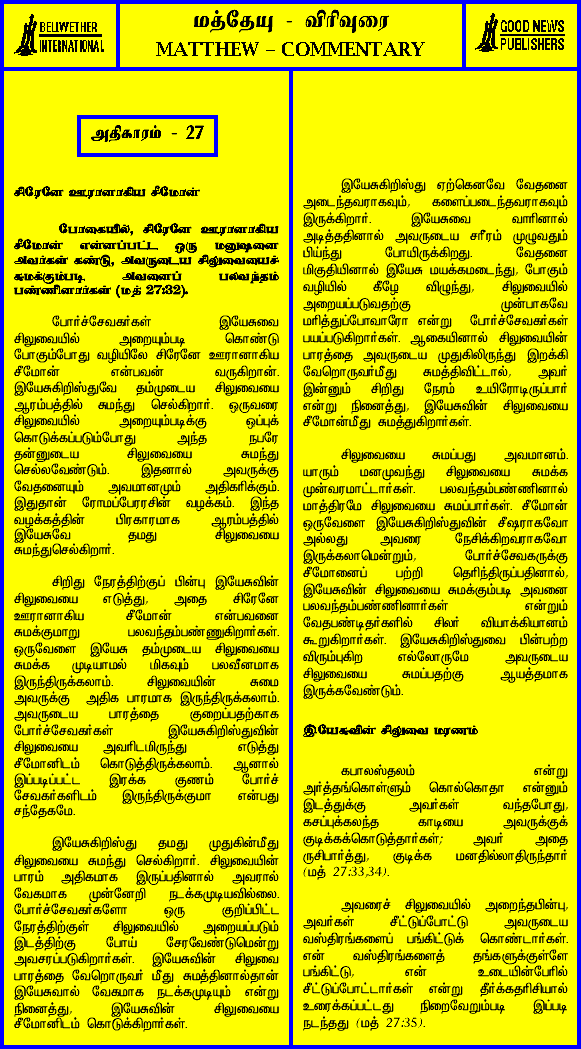 BELIWETHER
INTERNATIONAL
மத்தேயு - விரிவுரை
MATTHEW – COMMENTARY
GOOD NEWS
PUBLISHERS
அதிகாரம் - 27
சிரேனே ஊரானாகிய சீமோன்
போகையில், சிரேனே ஊரானாகிய
சீமோன் என்னப்பட்ட ஒரு மனுஷனை
அவர்கள் கண்டு, அவருடைய சிலுவையைச்
சுமக்கும்படி அவனைப் பலவந்தம்
பண்ணினார்கள் (மத் 27:32).
போர்ச்சேவகர்கள் இயேசுவை
சிலுவையில் அறையும்படி கொண்டு
போகும்போது வழியிலே சிரேனே ஊரானாகிய
சீமோன் என்பவன் வருகிறான்.
இயேசுகிறிஸ்துவே தம்முடைய சிலுவையை
ஆரம்பத்தில் சுமந்து செல்கிறார். ஒருவரை
சிலுவையில் அறையும்படிக்கு ஒப்புக்
கொடுக்கப்படும்போது அந்த நபரே
தன்னுடைய சிலுவையை சுமந்து
செல்லவேண்டும். இதனால் அவருக்கு
வேதனையும் அவமானமும் அதிகரிக்கும்.
இதுதான் ரோமப்பேரரசின் வழக்கம். இந்த
வழக்கத்தின் பிரகாரமாக ஆரம்பத்தில்
இயேசுவே தமது சிலுவையை
சுமந்துசெல்கிறார்.
சிறிது நேரத்திற்குப் பின்பு இயேசுவின்
சிலுவையை எடுத்து, அதை சிரேனே
ஊரானாகிய சீமோன் என்பவனை
சுமக்குமாறு பலவந்தம்பண்ணுகிறார்கள்.
ஒருவேளை இயேசு தம்முடைய சிலுவையை
சுமக்க முடியாமல் மிகவும் பலவீனமாக
இருந்திருக்கலாம். சிலுவையின் சுமை
அவருக்கு அதிக பாரமாக இருந்திருக்கலாம்.
அவருடைய பாரத்தை குறைப்பதற்காக
போர்ச்சேவகர்கள் இயேசுகிறிஸ்துவின்
சிலுவையை அவரிடமிருந்து எடுத்து
சீமோனிடம் கொடுத்திருக்கலாம். ஆனால்
இப்படிப்பட்ட இரக்க குணம் போர்ச்
சேவகர்களிடம் இருந்திருக்குமா என்பது
சந்தேகமே.
இயேசுகிறிஸ்து தமது முதுகின்மீது
சிலுவையை சுமந்து செல்கிறார். சிலுவையின்
பாரம் அதிகமாக இருப்பதினால் அவரால்
வேகமாக முன்னேறி நடக்கமுடியவில்லை.
போர்ச்சேவகர்களோ ஒரு குறிப்பிட்ட
நேரத்திற்குள் சிலுவையில் அறையப்படும்
இடத்திற்கு போய் சேரவேண்டுமென்று
அவசரப்படுகிறார்கள். இயேசுவின் சிலுவை
பாரத்தை வேறொருவர் மீது சுமத்தினால்தான்
இயேசுவால் வேகமாக நடக்கமுடியும் என்று
நினைத்து, இயேசுவின் சிலுவையை
சீமோனிடம் கொடுக்கிறார்கள்.
இயேசுகிறிஸ்து ஏற்கெனவே வேதனை
அடைந்தவராகவும், களைப்படைந்தவராகவும்
இருக்கிறார். இயேசுவை வாரினால்
அடித்ததினால் அவருடைய சரீரம் முழுவதும்
பிய்ந்து போயிருக்கிறது. வேதனை
மிகுதியினால் இயேசு மயக்கமடைந்து, போகும்
வழியில் கீழே விழுந்து, சிலுவையில்
அறையப்படுவதற்கு முன்பாகவே
மரித்துப்போவாரோ என்று போர்ச்சேவகர்கள்
பயப்படுகிறார்கள். ஆகையினால் சிலுவையின்
பாரத்தை அவருடைய முதுகிலிருந்து இறக்கி
வேறொருவர்மீது சுமத்திவிட்டால், அவர்
இன்னும் சிறிது நேரம் உயிரோடிருப்பார்
என்று நினைத்து, இயேசுவின் சிலுவையை
சீமோன்மீது சுமத்துகிறார்கள்.
சிலுவையை சுமப்பது அவமானம்.
யாரும் மனமுவந்து சிலுவையை சுமக்க
முன்வரமாட்டார்கள். பலவந்தம்பண்ணினால்
மாத்திரமே சிலுவையை சுமப்பார்கள். சீமோன்
ஒருவேளை இயேசுகிறிஸ்துவின் சீஷராகவோ
அல்லது அவரை நேசிக்கிறவராகவோ
இருக்கலாமென்றும், போர்ச்சேவகருக்கு
சீமோனைப் பற்றி தெரிந்திருப்பதினால்,
இயேசுவின் சிலுவையை சுமக்கும்படி அவனை
பலவந்தம்பண்ணினார்கள் என்றும்
வேதபண்டிதர்களில் சிலர் வியாக்கியானம்
கூறுகிறார்கள். இயேசுகிறிஸ்துவை பின்பற்ற
விரும்புகிற எல்லோருமே அவருடைய
சிலுவையை சுமப்பதற்கு ஆயத்தமாக
இருக்கவேண்டும்.
இயேசுவின் சிலுவை மரணம்
கபாலஸ்தலம் என்று
அர்த்தங்கொள்ளும் கொல்கொதா என்னும்
இடத்துக்கு அவர்கள் வந்தபோது,
கசப்புக்கலந்த காடியை அவருக்குக்
குடிக்கக்கொடுத்தார்கள்; அவர் அதை
ருசிபார்த்து, குடிக்க மனதில்லாதிருந்தார்
(மத் 27:33,34).
அவரைச் சிலுவையில் அறைந்தபின்பு,
அவர்கள் சீட்டுப்போட்டு அவருடைய
வஸ்திரங்களைப் பங்கிட்டுக் கொண்டார்கள்.
என் வஸ்திரங்களைத் தங்களுக்குள்ளே
பங்கிட்டு, என் உடையின்பேரில்
சீட்டுப்போட்டார்கள் என்று தீர்க்கதரிசியால்
உரைக்கப்பட்டது நிறைவேறும்படி இப்படி
நடந்தது (மத் 27:35).